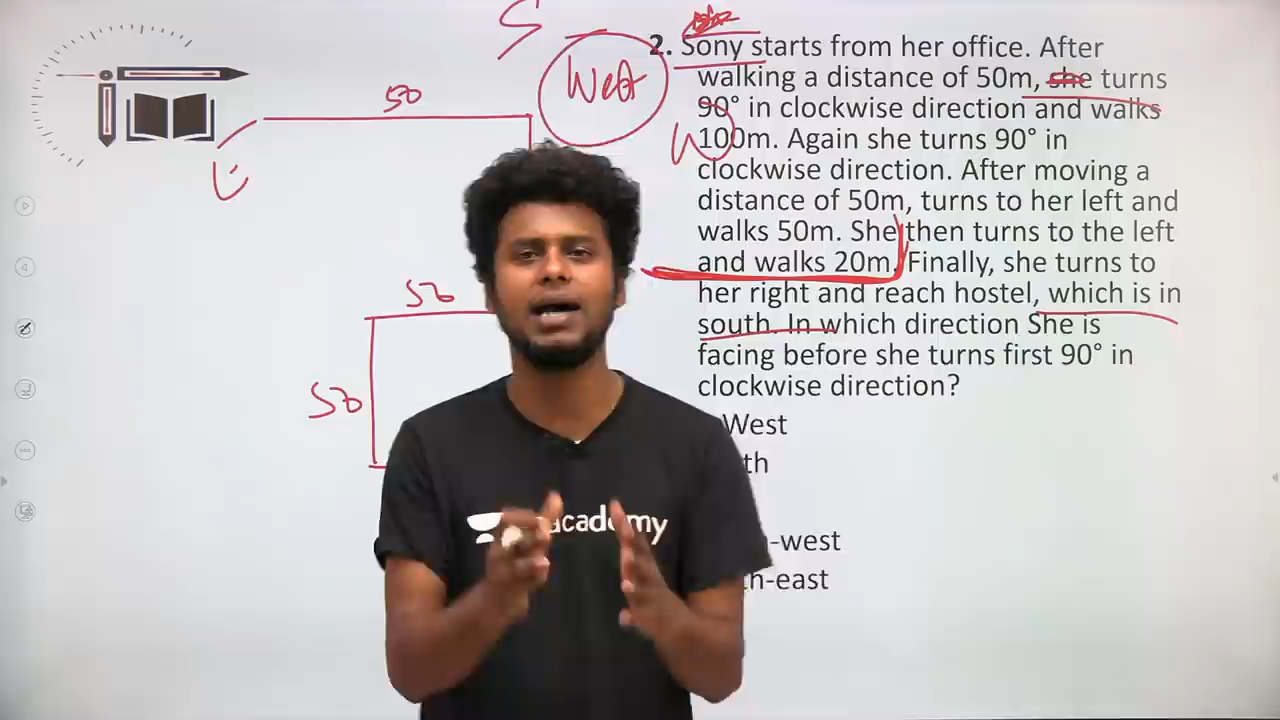 S
West
50
W
50
50
2. Sony starts from her office. After
walking a distance of 50m, she turns
90° in clockwise direction and walks
100m. Again she turns 90° in
clockwise direction. After moving a
distance of 50m, turns to her left and
walks 50m. She then turns to the left
and walks 20m. Finally, she turns to
her right and reach hostel, which is in
south. In which direction She is
facing before she turns first 90° in
clockwise direction?
West
th
-west
th-east
academy